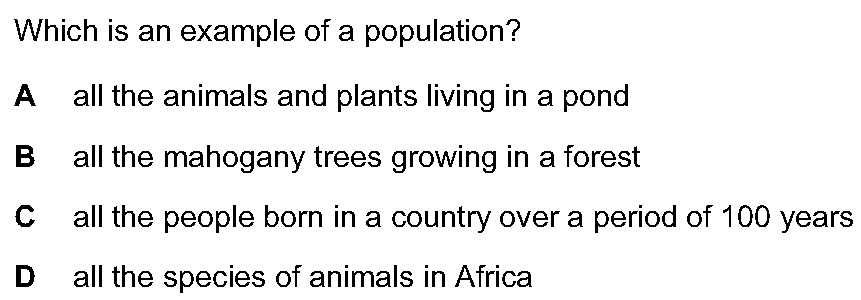 Which is an example of a population?
A all the animals and plants living in a pond
B all the mahogany trees growing in a forest
C all the people born in a country over a period of 100 years
D all the species of animals in Africa